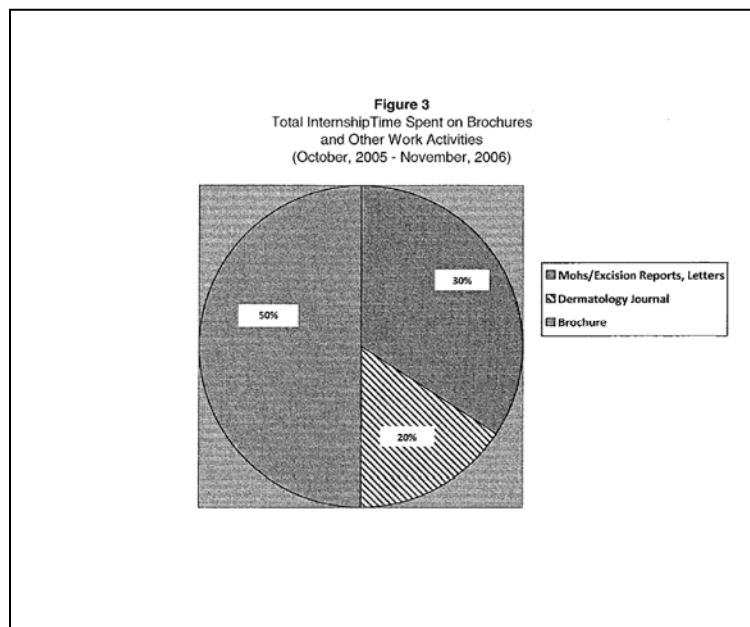 Figure 3
Total InternshipTime Spent on Brochures
and Other Work Activities
(October, 2005 - November, 2006)
30%
50%
20%
Mohs/Excision Reports, Letters
Dermatology Journal
Brochure